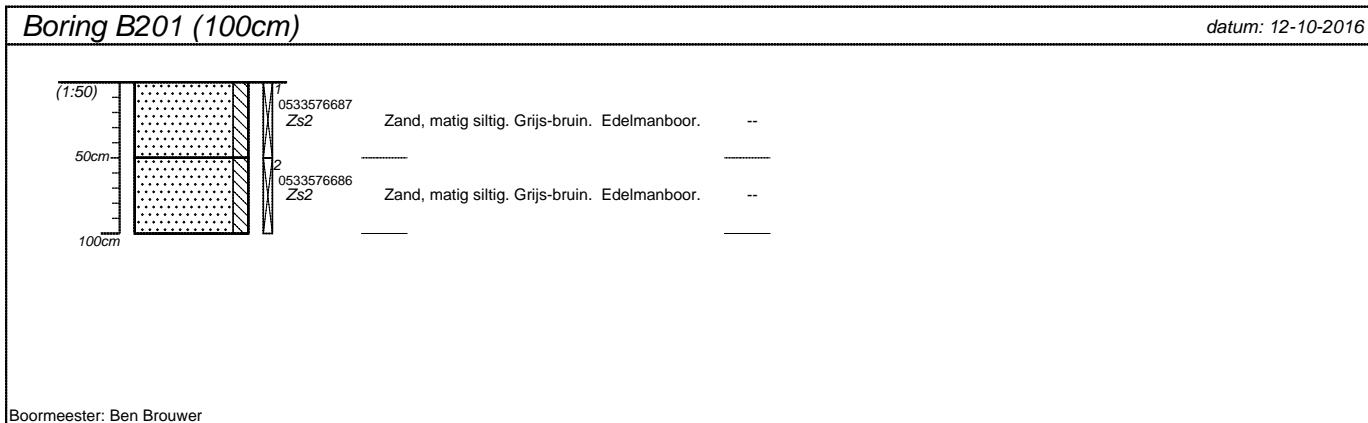 Boring B201 (100cm) datum: 12-10-2016
(1:50)
1
0533576687
Zs2 Zand, matig siltig. Grijs-bruin. Edelmanboor. --
50cm
2
0533576686
Zs2 Zand, matig siltig. Grijs-bruin. Edelmanboor. --
100cm
Boormeester: Ben Brouwer